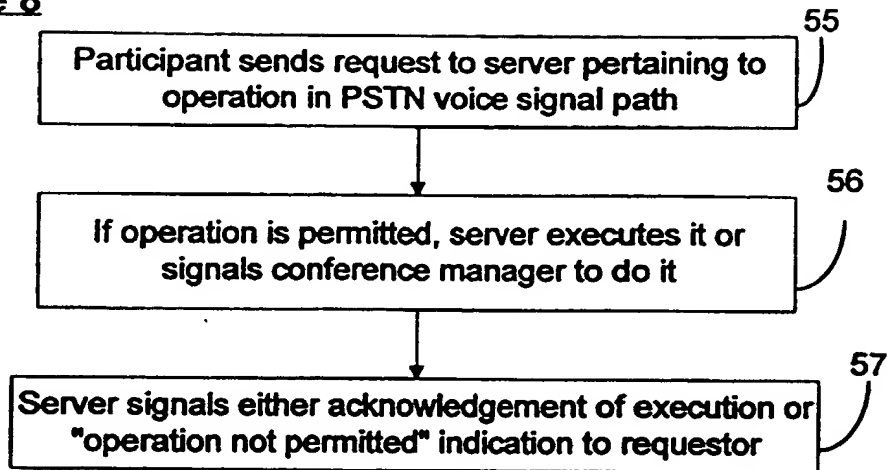 55
Participant sends request to server pertaining to
operation in PSTN voice signal path
56
If operation is permitted, server executes it or
signals conference manager to do it
57
Server signals either acknowledgement of execution or
"operation not permitted" indication to requestor